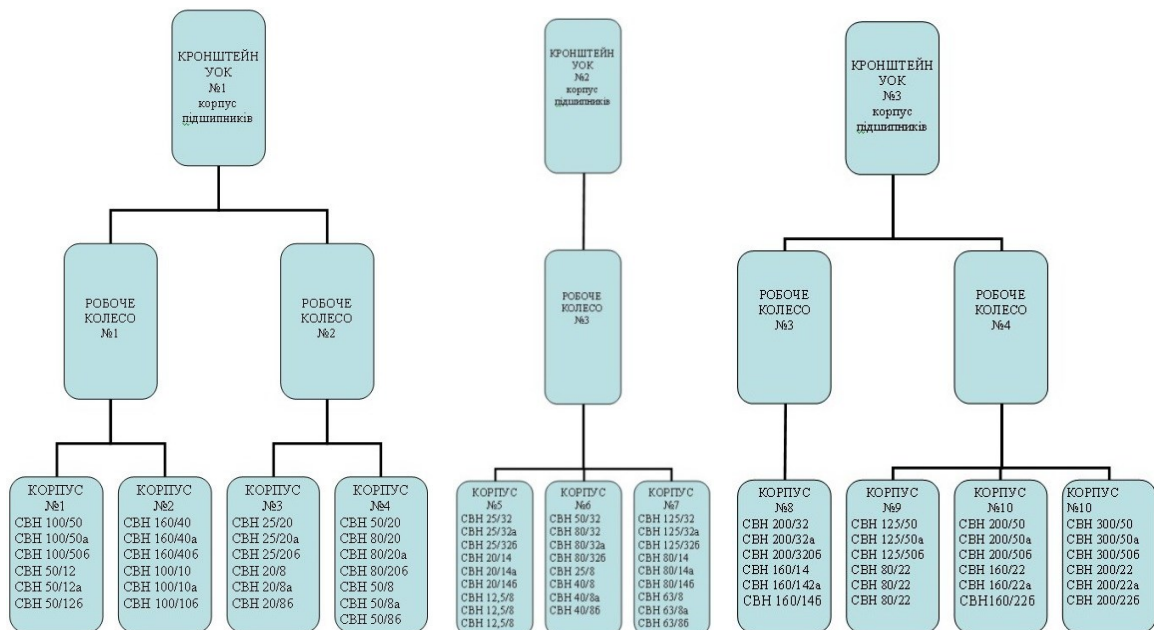 КРОНШТЕЙН
УОК
№1
корпус
підшипників
КРОНШТЕЙН
УОК
№2
корпус
підшипників
КРОНШТЕЙН
УОК
№3
корпус
підшипників
РОБОЧЕ
КОЛЕСО
№1
РОБОЧЕ
КОЛЕСО
№2
РОБОЧЕ
КОЛЕСО
№3
РОБОЧЕ
КОЛЕСО
№3
РОБОЧЕ
КОЛЕСО
№4
КОРПУС
№1
СВН 100/50
СВН 100/50а
СВН 100/50б
СВН 50/12
СВН 50/12а
СВН 50/12б
КОРПУС
№2
СВН 160/40
СВН 160/40а
СВН 160/40б
СВН 100/10
СВН 100/10а
СВН 100/10б
КОРПУС
№3
СВН 25/20
СВН 25/20а
СВН 25/20б
СВН 20/8
СВН 20/8а
СВН 20/8б
КОРПУС
№4
СВН 50/20
СВН 80/20
СВН 80/20а
СВН 80/20б
СВН 50/8
СВН 50/8а
СВН 50/8б
КОРПУС
№5
СВН 25/32
СВН 25/32а
СВН 25/32б
СВН 20/14
СВН 20/14а
СВН 20/14б
СВН 12,5/8
СВН 12,5/8
СВН 12,5/8
КОРПУС
№6
СВН 50/32
СВН 80/32
СВН 80/32а
СВН 80/32б
СВН 25/8
СВН 40/8
СВН 40/8а
СВН 40/8б
КОРПУС
№7
СВН 125/32
СВН 125/32а
СВН 125/32б
СВН 80/14
СВН 80/14а
СВН 80/14б
СВН 63/8
СВН 63/8а
СВН 63/8б
КОРПУС
№8
СВН 200/32
СВН 200/32а
СВН 200/320б
СВН 160/14
СВН 160/142а
СВН 160/14б
КОРПУС
№9
СВН 125/50
СВН 125/50а
СВН 125/50б
СВН 80/22
СВН 80/22
СВН 80/22
КОРПУС
№10
СВН 200/50
СВН 200/50а
СВН 200/50б
СВН 160/22
СВН 160/22а
СВН160/22б
КОРПУС
№10
СВН 300/50
СВН 300/50а
СВН 300/50б
СВН 200/22
СВН 200/22а
СВН 200/22б